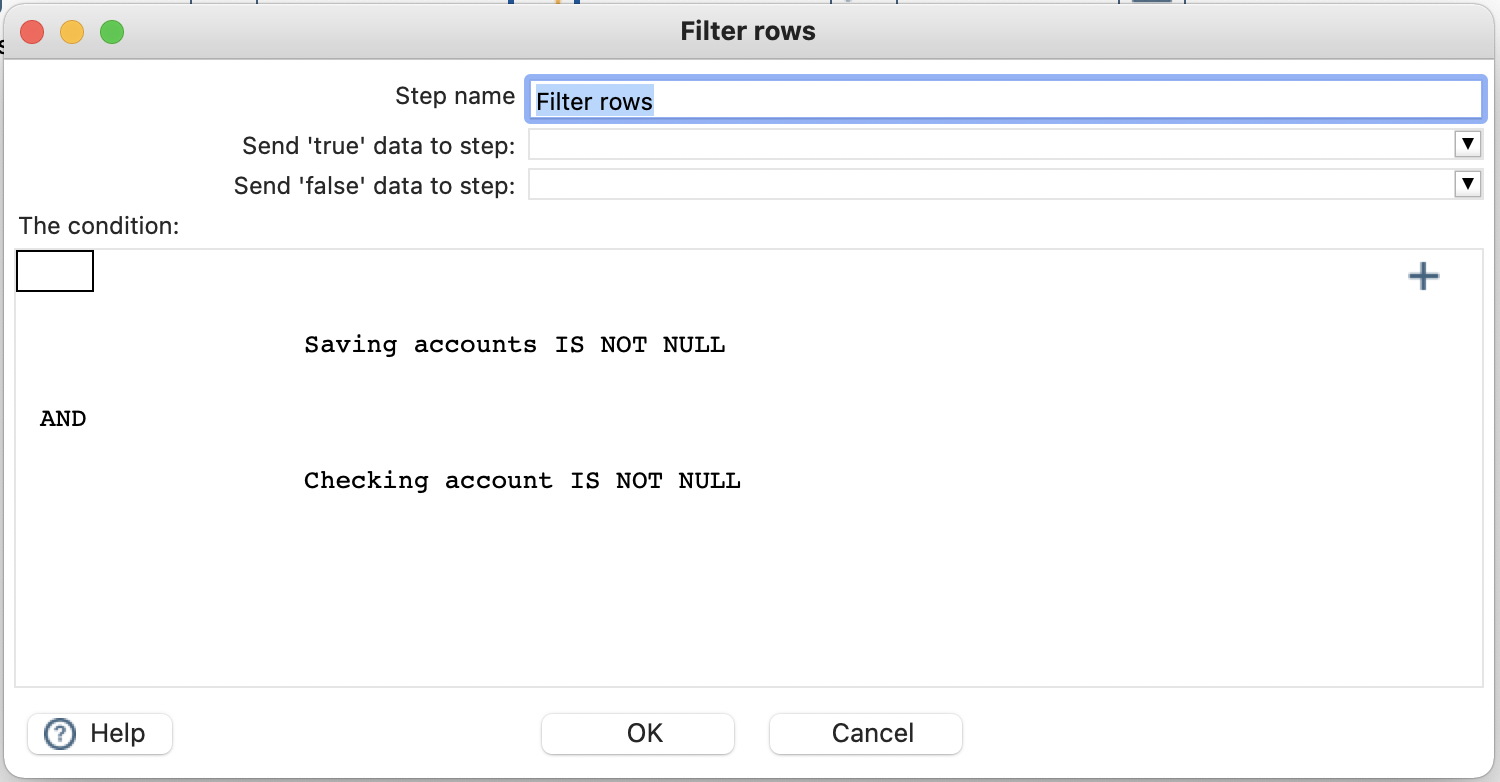 Filter rows
Step name Filter rows
Send 'true' data to step:
Send 'false' data to step:
The condition:
Saving accounts IS NOT NULL
AND
Checking account IS NOT NULL
? Help OK Cancel